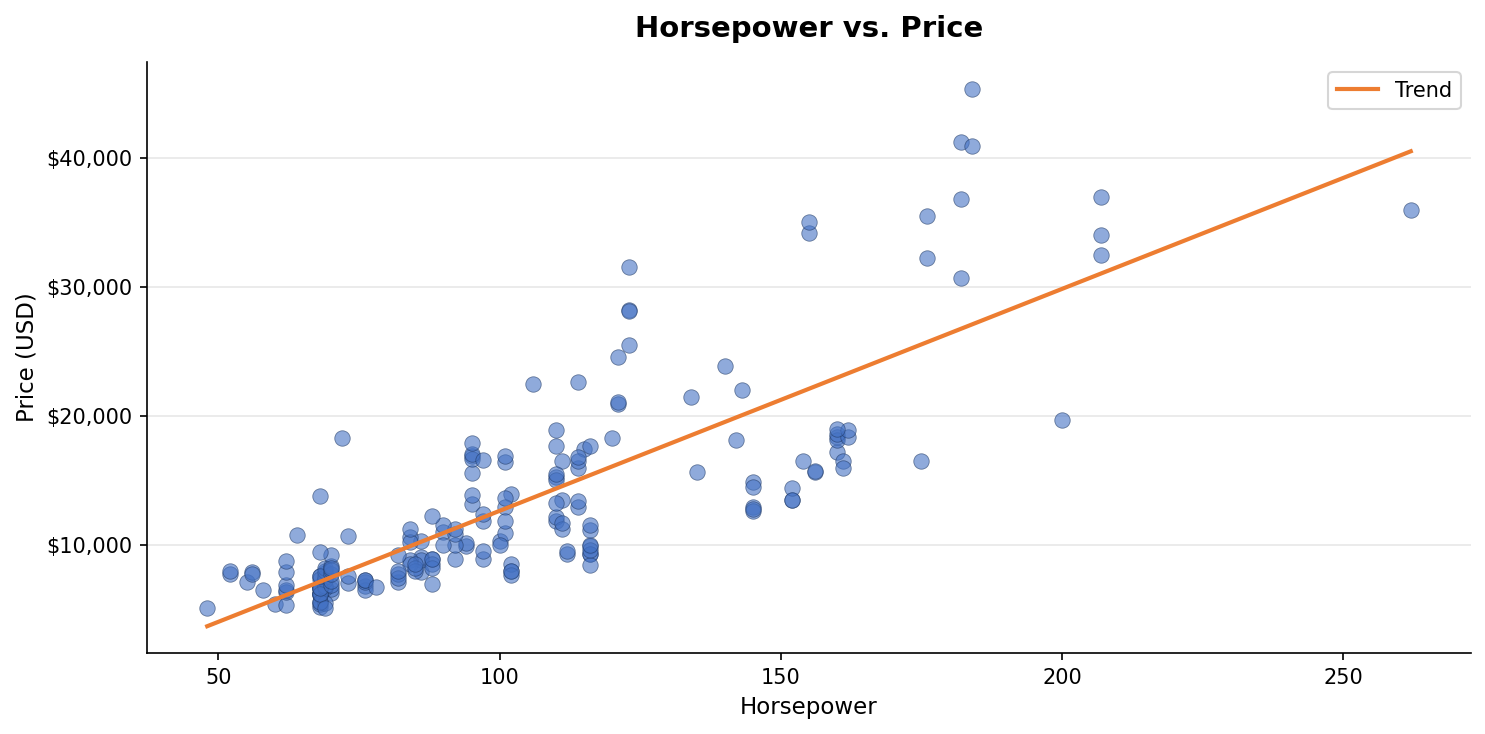 Horsepower vs. Price
Trend
Price (USD)
$40,000
$30,000
$20,000
$10,000
50
100
150
200
250
Horsepower